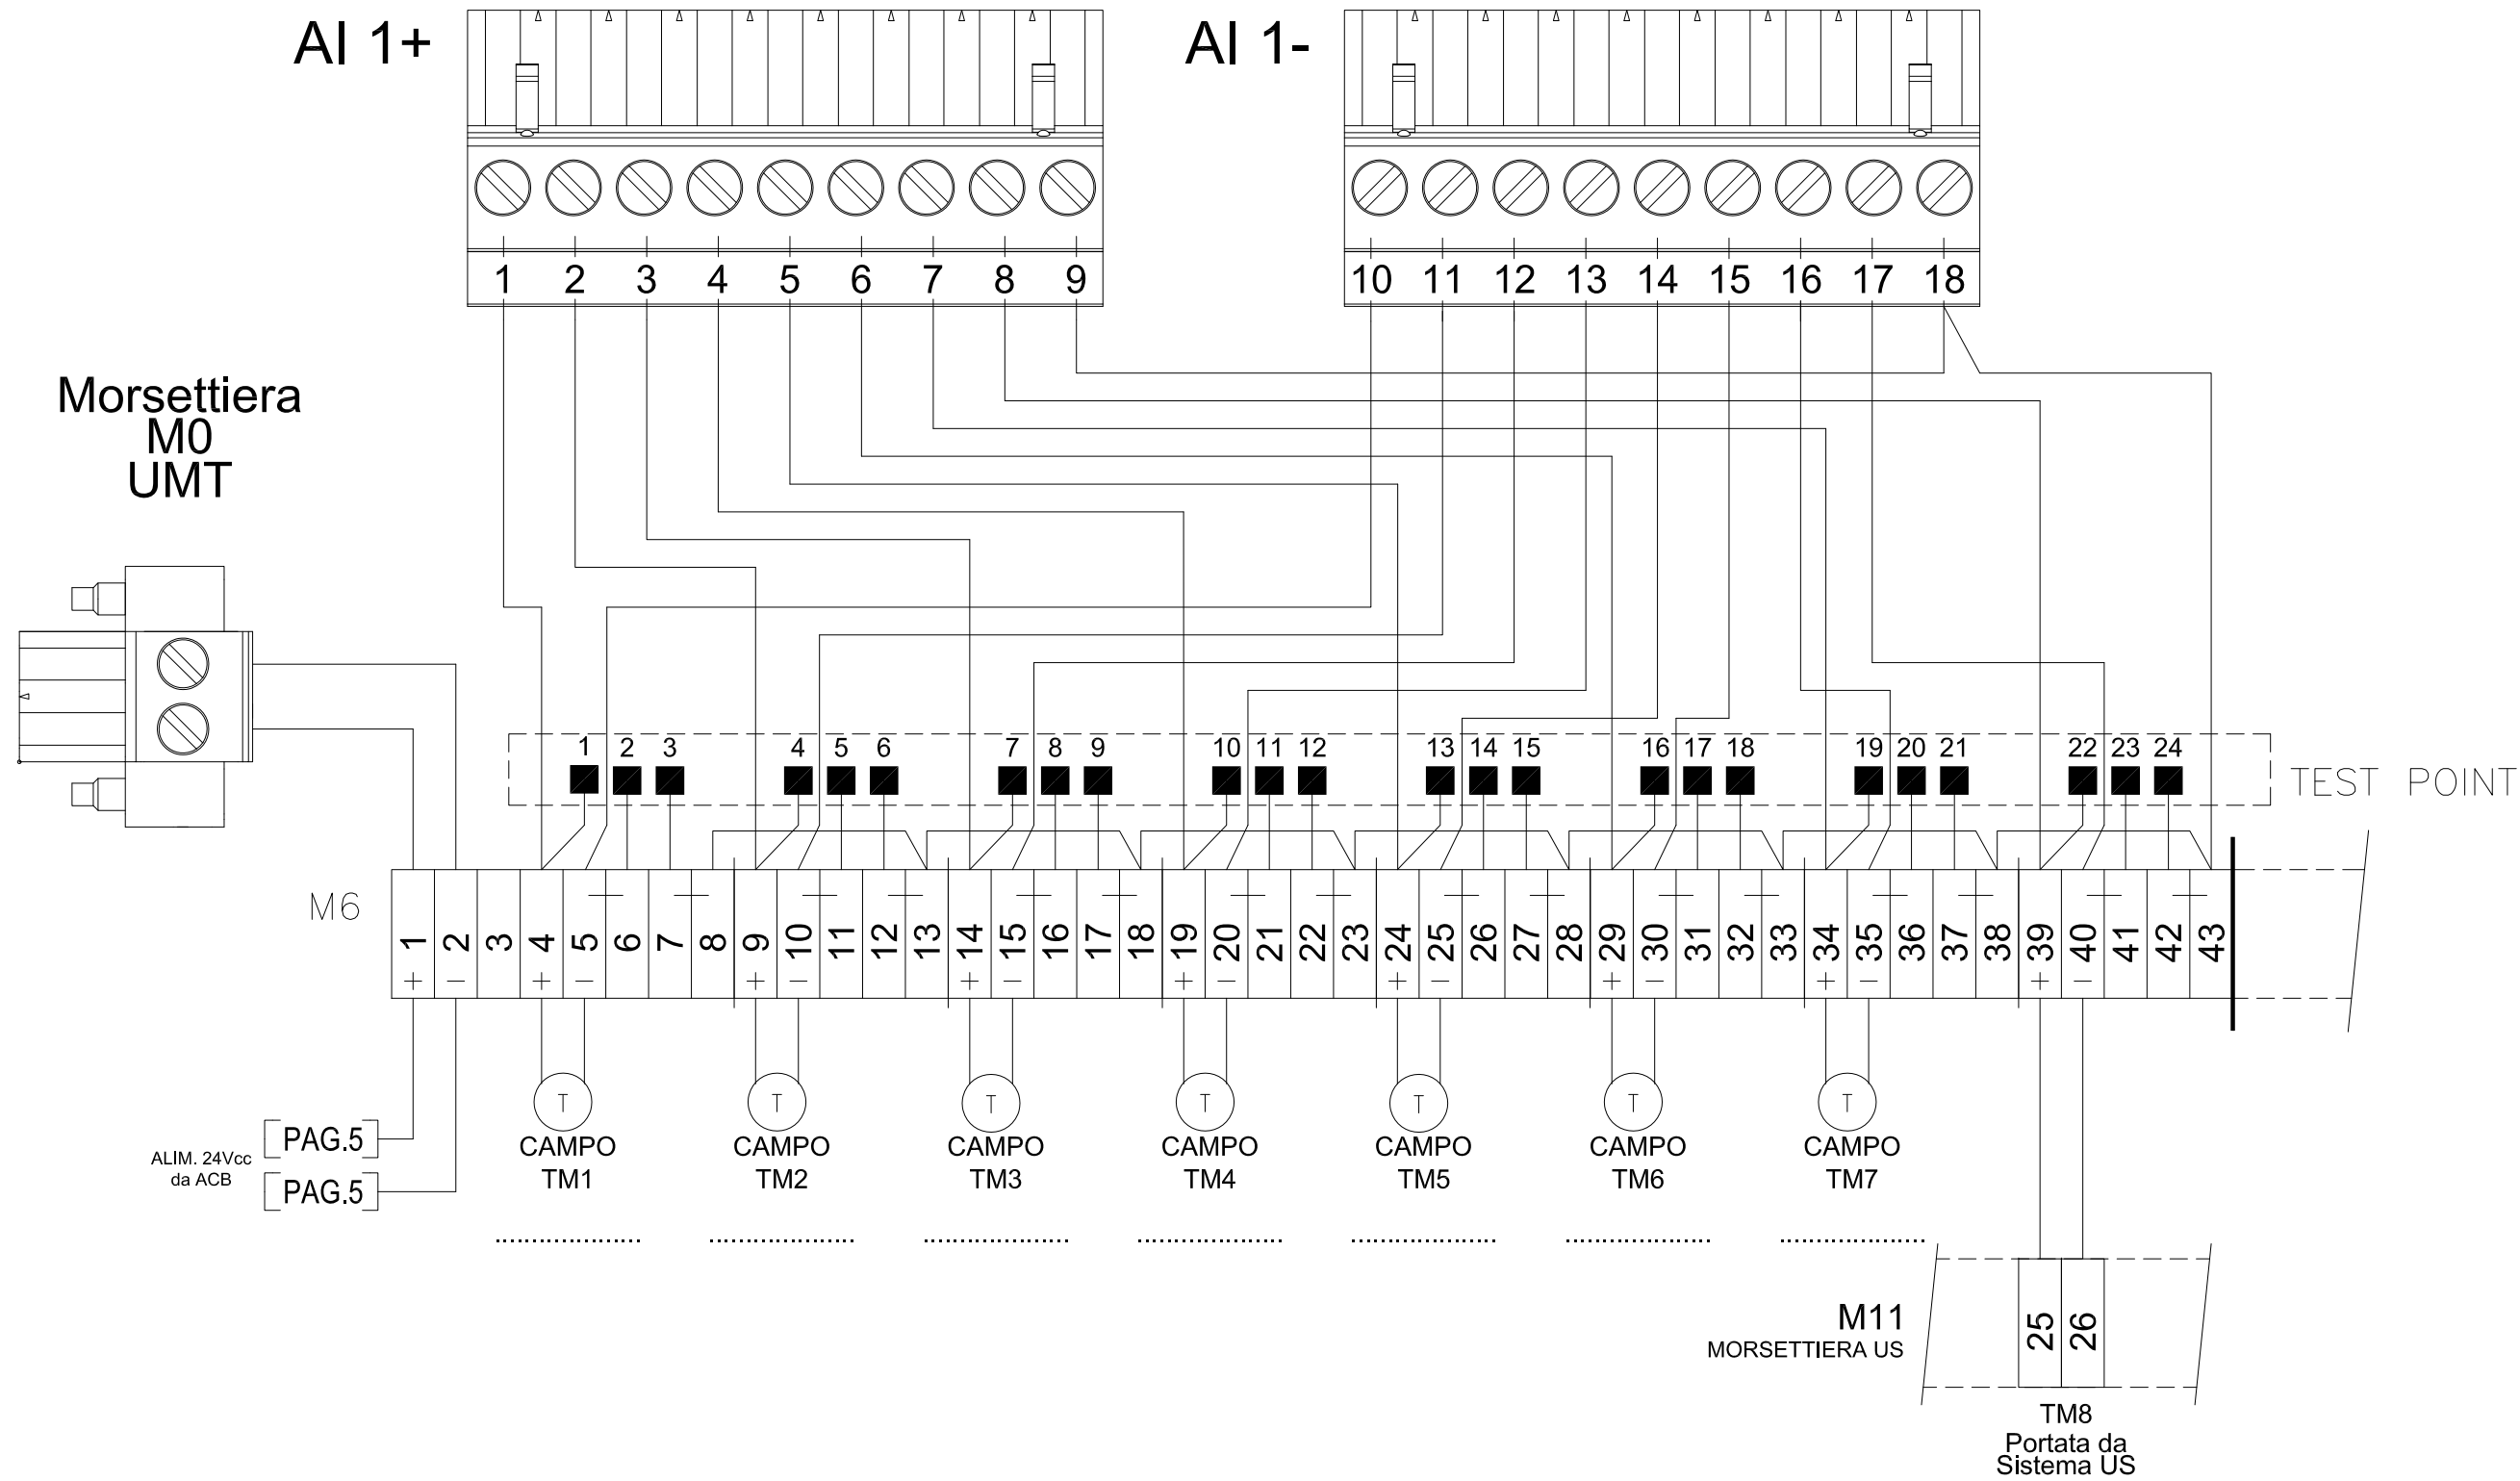 AI 1+
AI 1-
1 2 3 4 5 6 7 8 9
10 11 12 13 14 15 16 17 18
Morsettiera
M0
UMT
1 2 3 4 5 6 7 8 9 10 11 12 13 14 15 16 17 18 19 20 21 22 23 24
TEST POINT
M6
1 2 3 4 5 6 7 8 9 10 11 12 13 14 15 16 17 18 19 20 21 22 23 24 25 26 27 28 29 30 31 32 33 34 35 36 37 38 39 40 41 42 43
+ - + - + - + - + - + - + - + - + -
T T T T T T T
CAMPO
TM1
CAMPO
TM2
CAMPO
TM3
CAMPO
TM4
CAMPO
TM5
CAMPO
TM6
CAMPO
TM7
ALIM. 24Vcc
da ACB
PAG.5
PAG.5
M11
MORSETTIERA US
25 26
TM8
Portata da
Sistema US